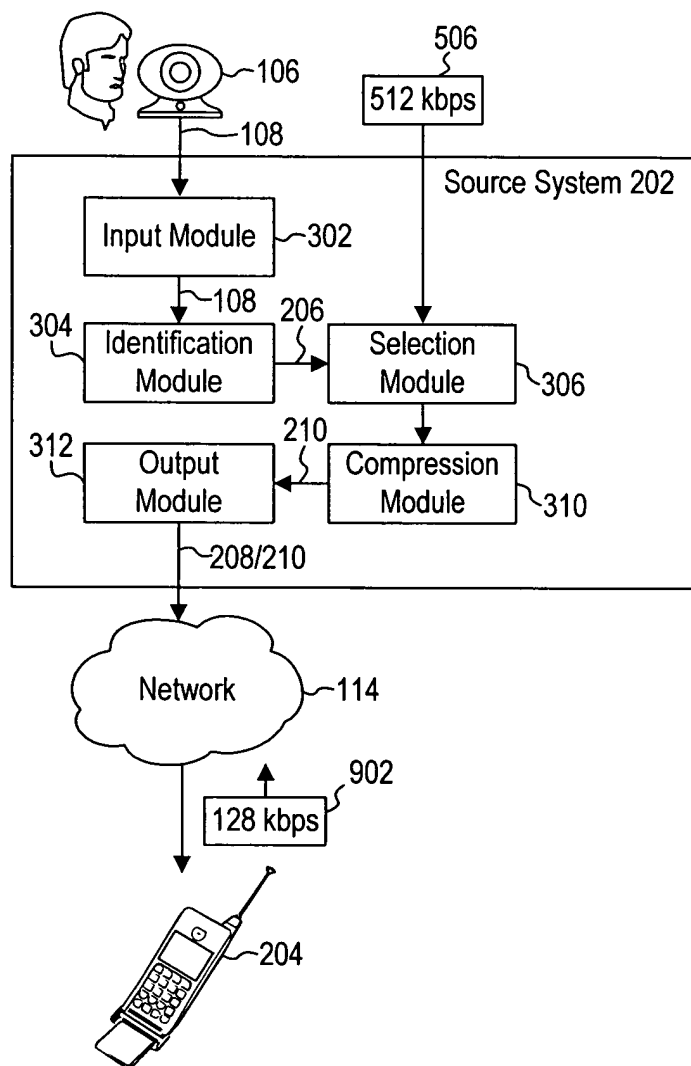 506
106
512 kbps
108
Source System 202
Input Module
302
108
304
Identification
Module
206
Selection
Module
306
312
Output
Module
210
Compression
Module
310
208/210
Network
114
902
128 kbps
204